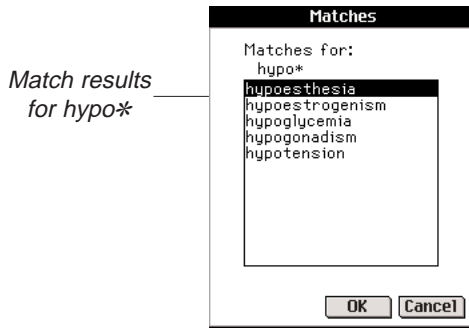 Matches
Matches for:
hypo*
Match results
for hypo*
hypoesthesia
hypoestrogenism
hypoglycemia
hypogonadism
hypotension
OK Cancel